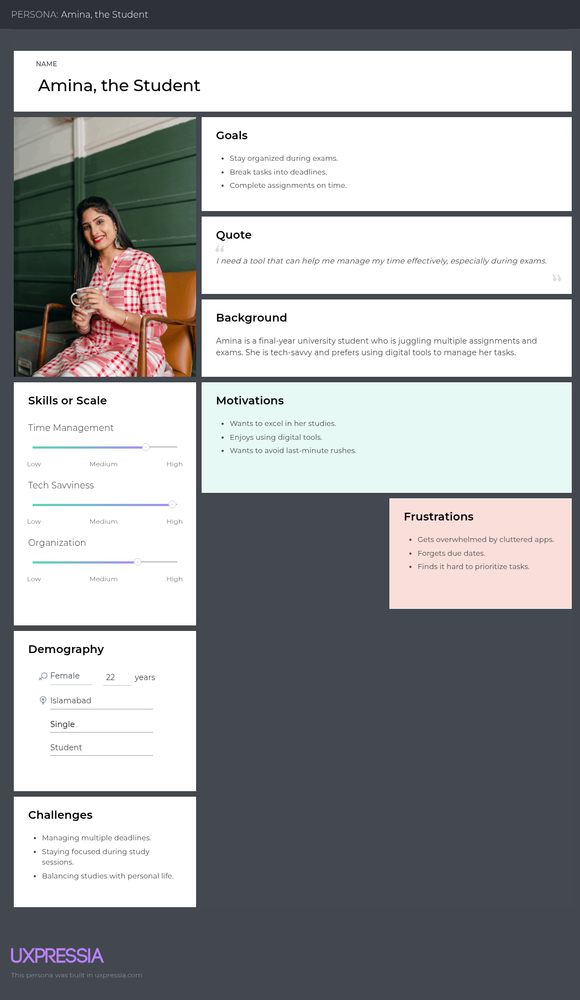 PERSONA: Amina, the Student
NAME
Amina, the Student
Goals
Stay organized during exams.
Break tasks into deadlines.
Complete assignments on time.
Quote
“
I need a tool that can help me manage my time effectively, especially during exams.
”
Background
Amina is a final-year university student who is juggling multiple assignments and
exams. She is tech-savvy and prefers using digital tools to manage her tasks.
Skills or Scale
Time Management
Low Medium High
Tech Savviness
Low Medium High
Organization
Low Medium High
Motivations
Wants to excel in her studies.
Enjoys using digital tools.
Wants to avoid last-minute rushes.
Frustrations
Gets overwhelmed by cluttered apps.
Forgets due dates.
Finds it hard to prioritize tasks.
Demography
Female 22 years
Islamabad
Single
Student
Challenges
Managing multiple deadlines.
Staying focused during study
sessions.
Balancing studies with personal life.
UXPRESSIA
This persona was built in uxpressia.com